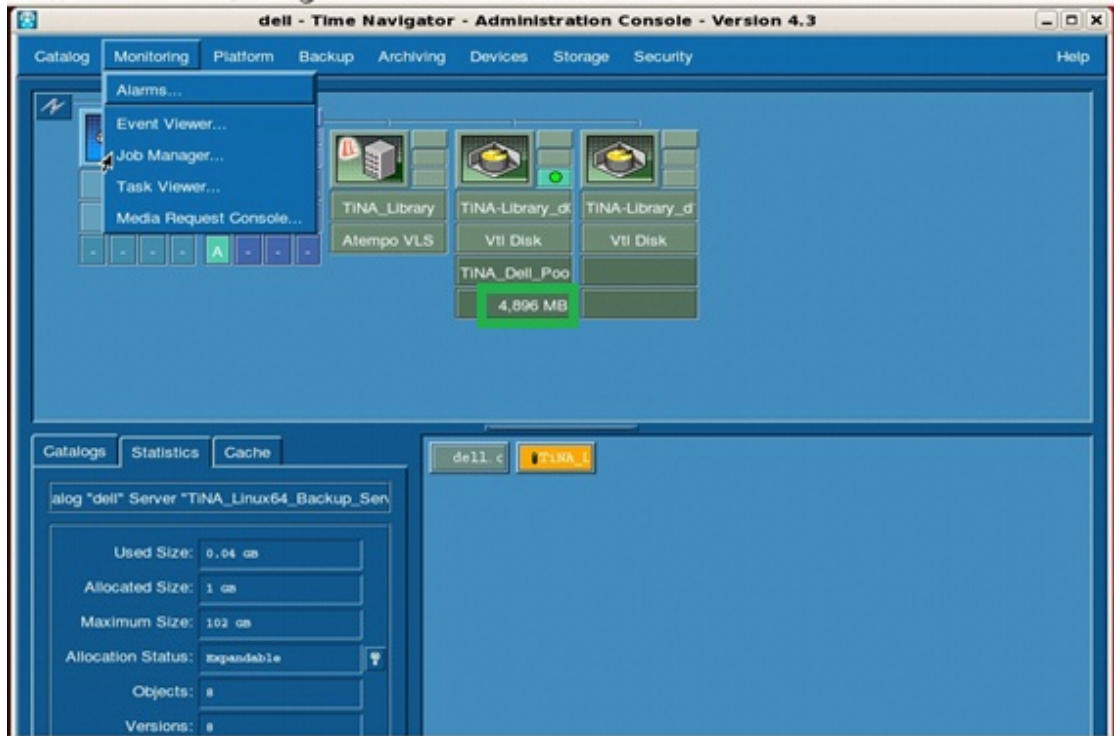 dell - Time Navigator - Administration Console - Version 4.3
Catalog Monitoring Platform Backup Archiving Devices Storage Security Help
Alarms...
Event Viewer...
Job Manager...
Task Viewer...
Media Request Console...
TiNA_Library TiNA-Library_d TiNA-Library_d
Atempo VLS Vtl Disk Vtl Disk
- - - - A - - -
TiNA_Dell_Poo
4,896 MB
Catalogs Statistics Cache
dell.c TiNA_L
alog "dell" Server "TiNA_Linux64_Backup_Serv
Used Size: 0.04 GB
Allocated Size: 1 GB
Maximum Size: 102 GB
Allocation Status: Expandable
Objects: 8
Versions: 8